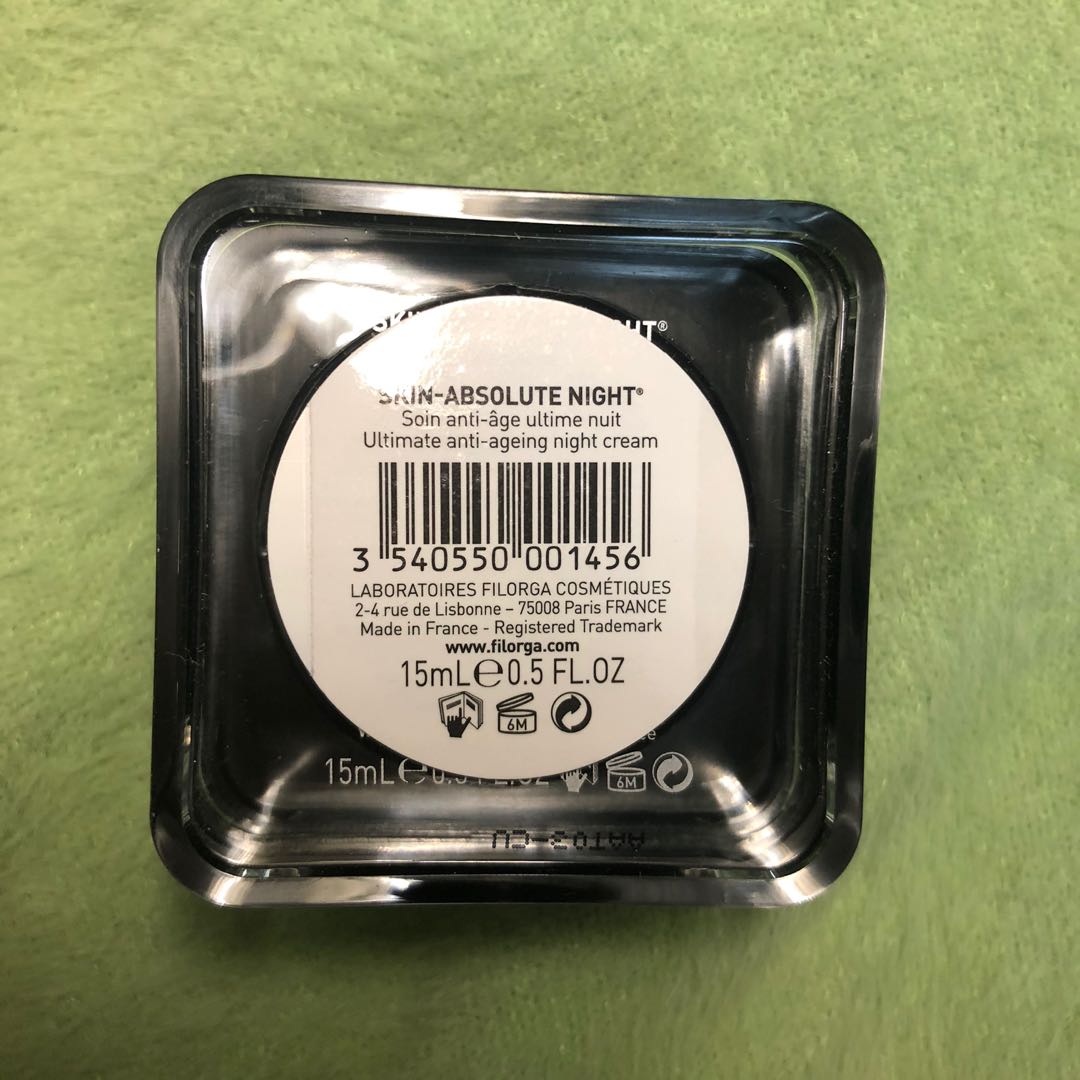 SKIN-ABSOLUTE NIGHT®
Soin anti-âge ultime nuit
Ultimate anti-ageing night cream
3 540550 001456
LABORATOIRES FILORGA COSMÉTIQUES
2-4 rue de Lisbonne – 75008 Paris FRANCE
Made in France - Registered Trademark
www.filorga.com
15mL e 0.5 FL.OZ
6M
15mL e
6M